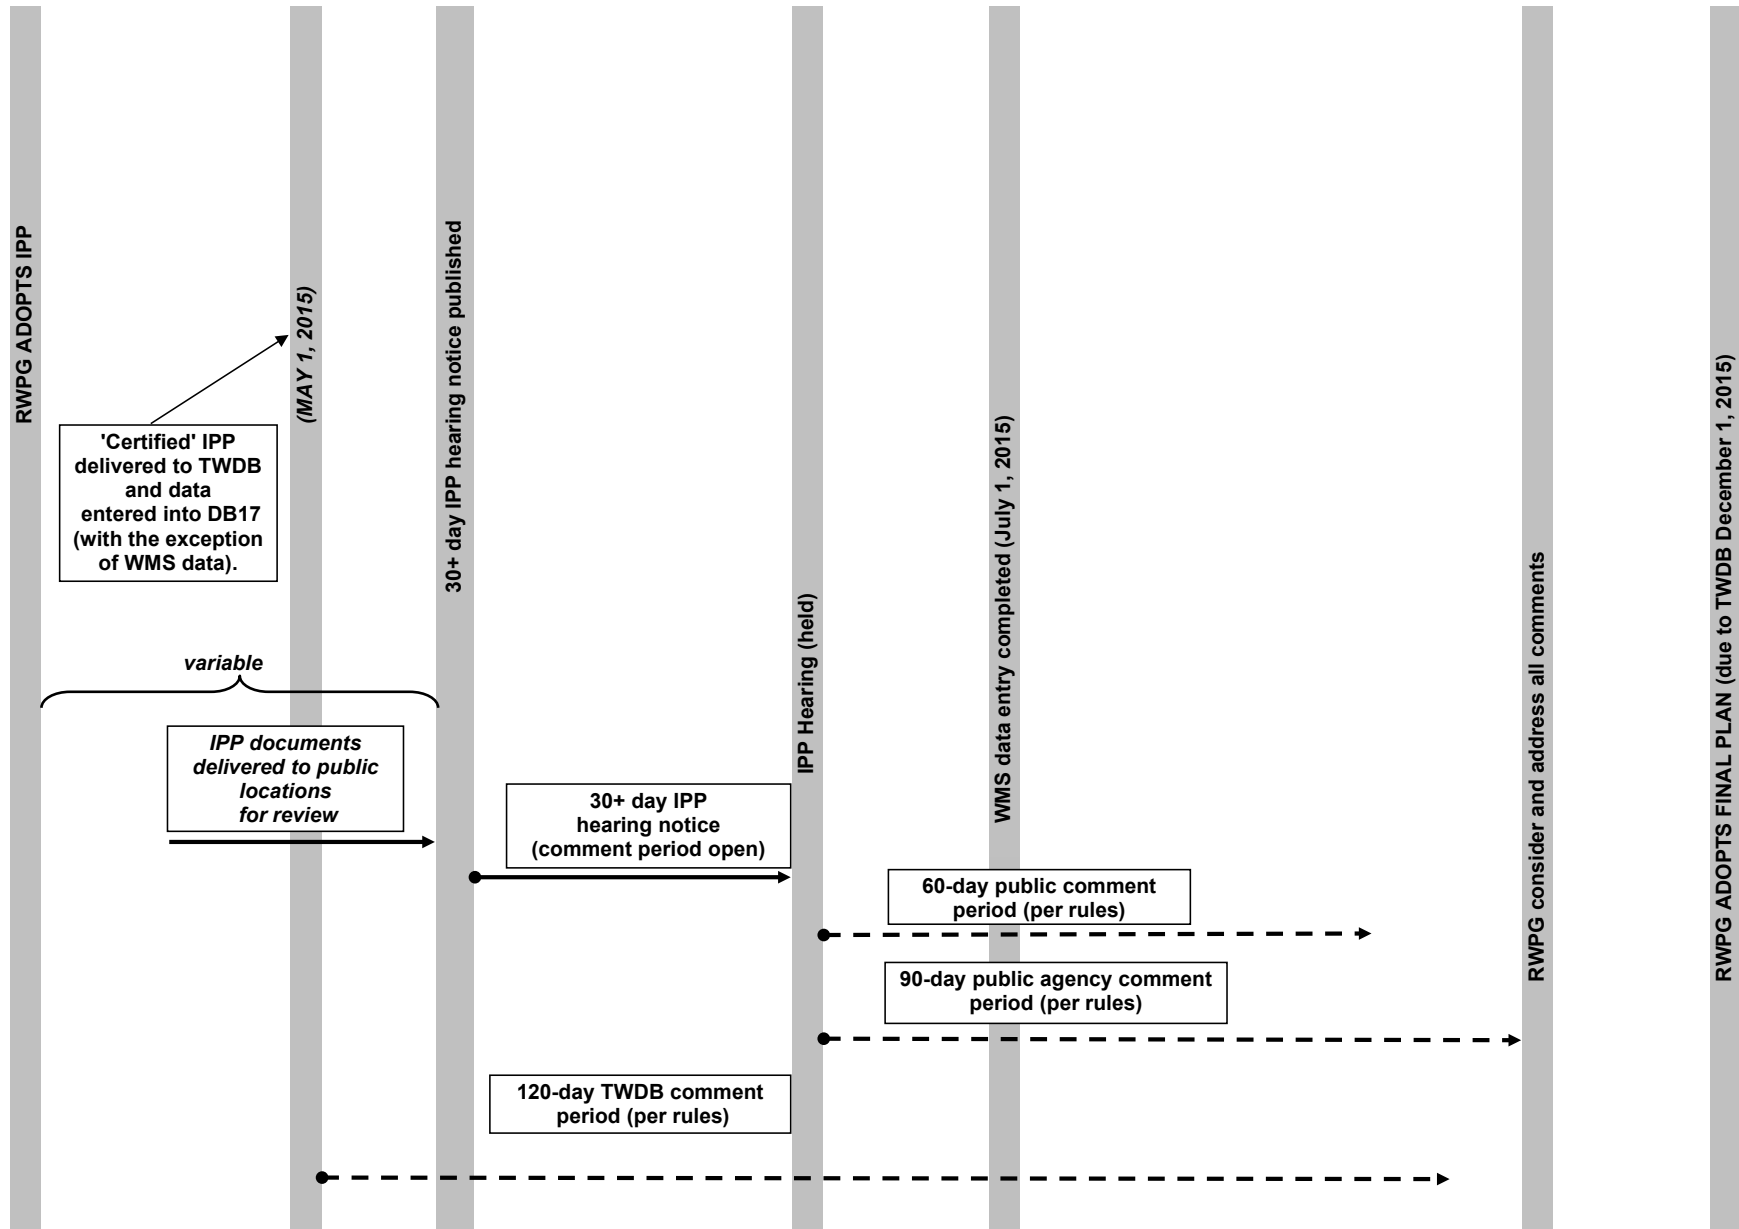 RWPG ADOPTS IPP
'Certified' IPP
delivered to TWDB
and data
entered into DB17
(with the exception
of WMS data).
(MAY 1, 2015)
variable
IPP documents
delivered to public
locations
for review
30+ day IPP hearing notice published
30+ day IPP
hearing notice
(comment period open)
IPP Hearing (held)
WMS data entry completed (July 1, 2015)
60-day public comment
period (per rules)
90-day public agency comment
period (per rules)
120-day TWDB comment
period (per rules)
RWPG consider and address all comments
RWPG ADOPTS FINAL PLAN (due to TWDB December 1, 2015)